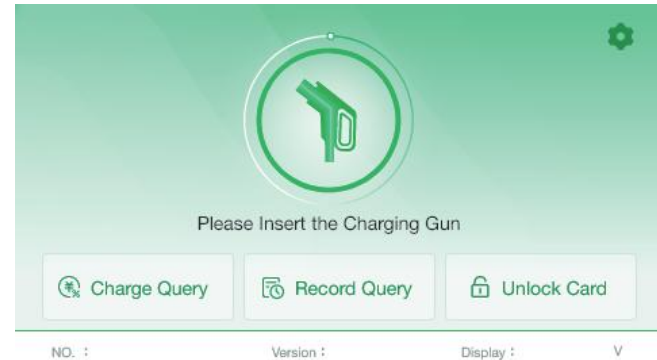 Please Insert the Charging Gun
Charge Query Record Query Unlock Card
NO. : Version : Display : V